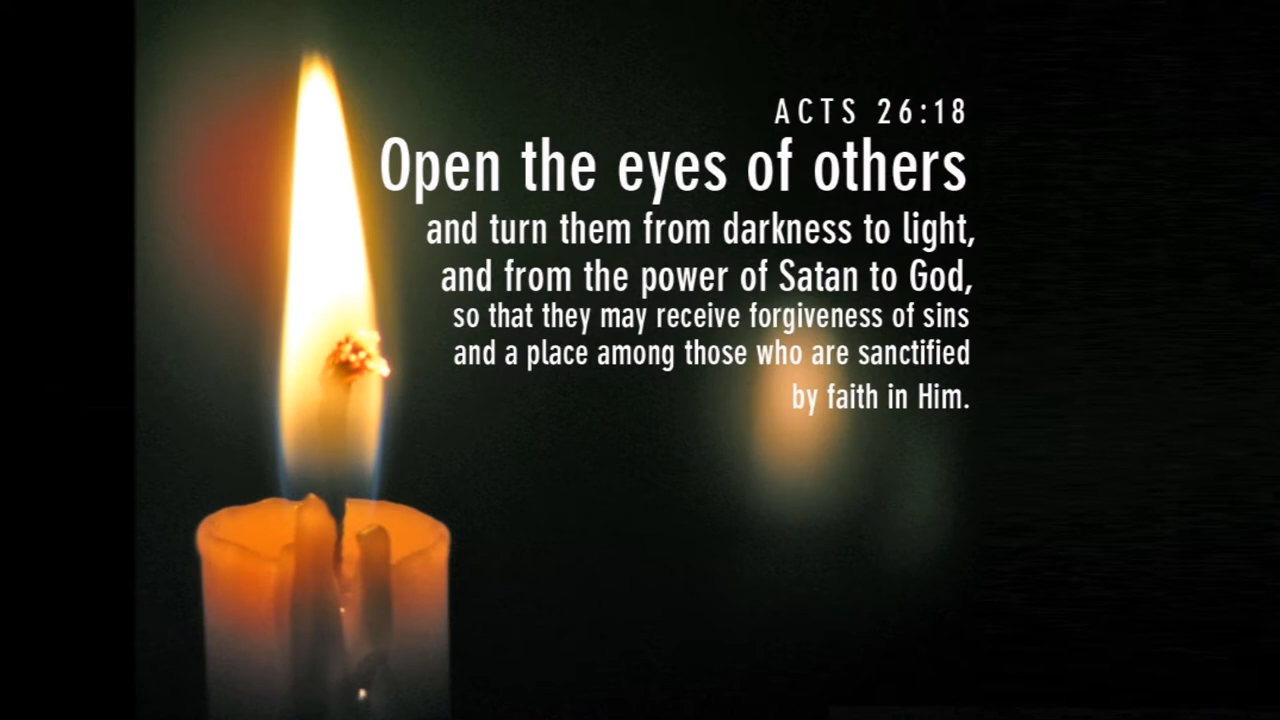 ACTS 26:18
Open the eyes of others
and turn them from darkness to light,
and from the power of Satan to God,
so that they may receive forgiveness of sins
and a place among those who are sanctified
by faith in Him.